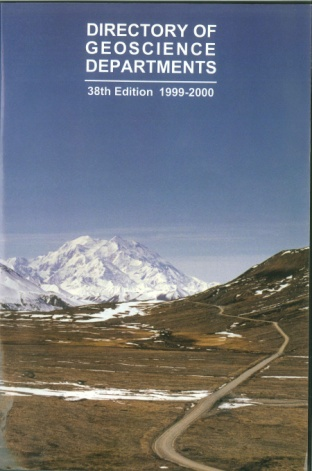 DIRECTORY OF
GEOSCIENCE
DEPARTMENTS
38th Edition 1999-2000